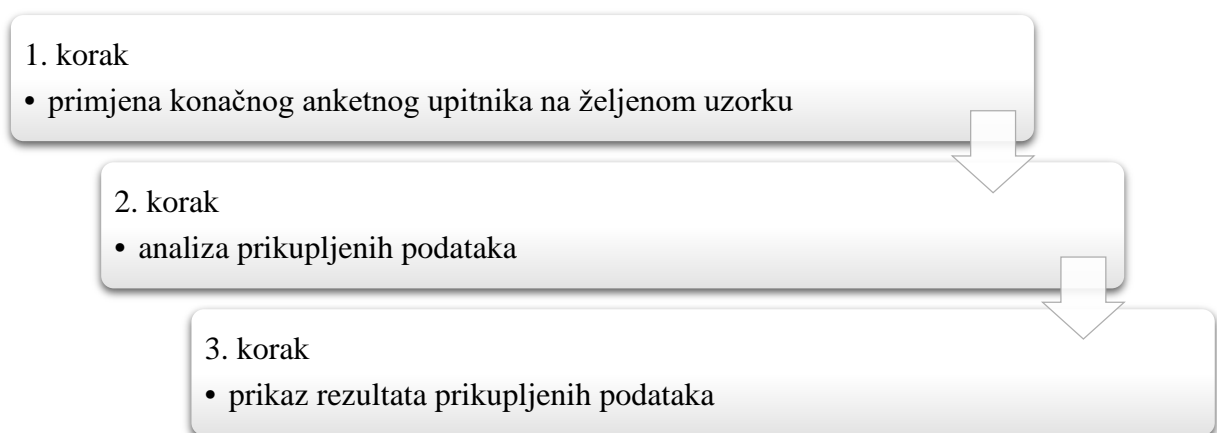 1. korak
• primjena konačnog anketnog upitnika na željenom uzorku
2. korak
• analiza prikupljenih podataka
3. korak
• prikaz rezultata prikupljenih podataka